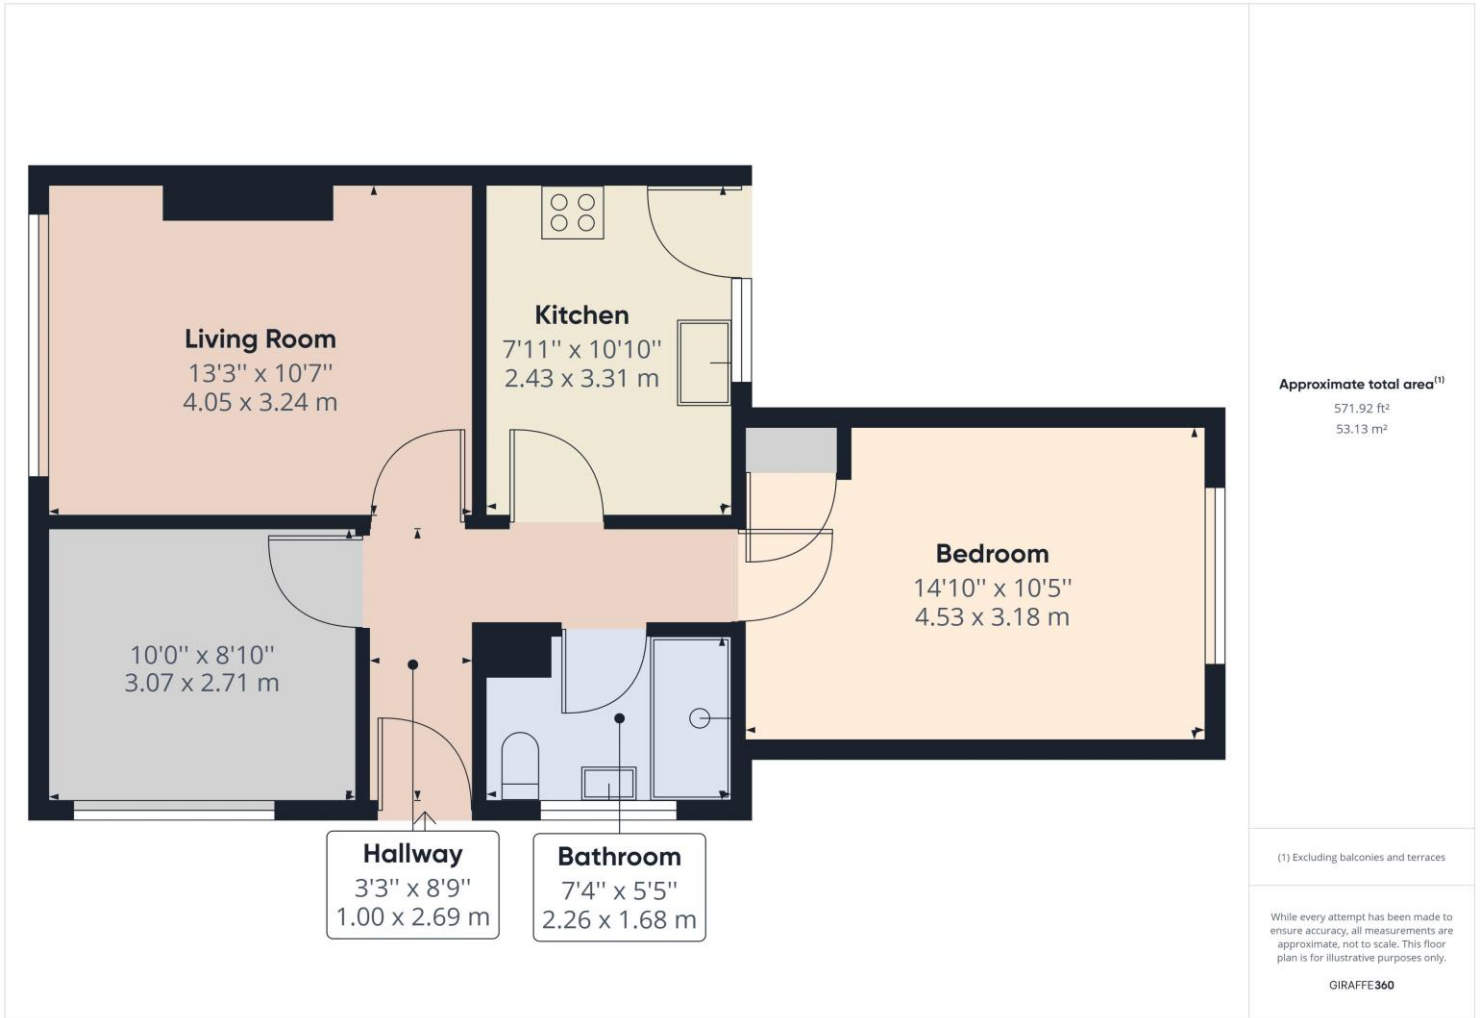 Living Room
13'3'' x 10'7''
4.05 x 3.24 m
Kitchen
7'11'' x 10'10''
2.43 x 3.31 m
Bedroom
14'10'' x 10'5''
4.53 x 3.18 m
10'0'' x 8'10''
3.07 x 2.71 m
Hallway
3'3'' x 8'9''
1.00 x 2.69 m
Bathroom
7'4'' x 5'5''
2.26 x 1.68 m
Approximate total area(1)
571.92 ft²
53.13 m²
(1) Excluding balconies and terraces
While every attempt has been made to
ensure accuracy, all measurements are
approximate, not to scale. This floor
plan is for illustrative purposes only.
GIRAFFE360